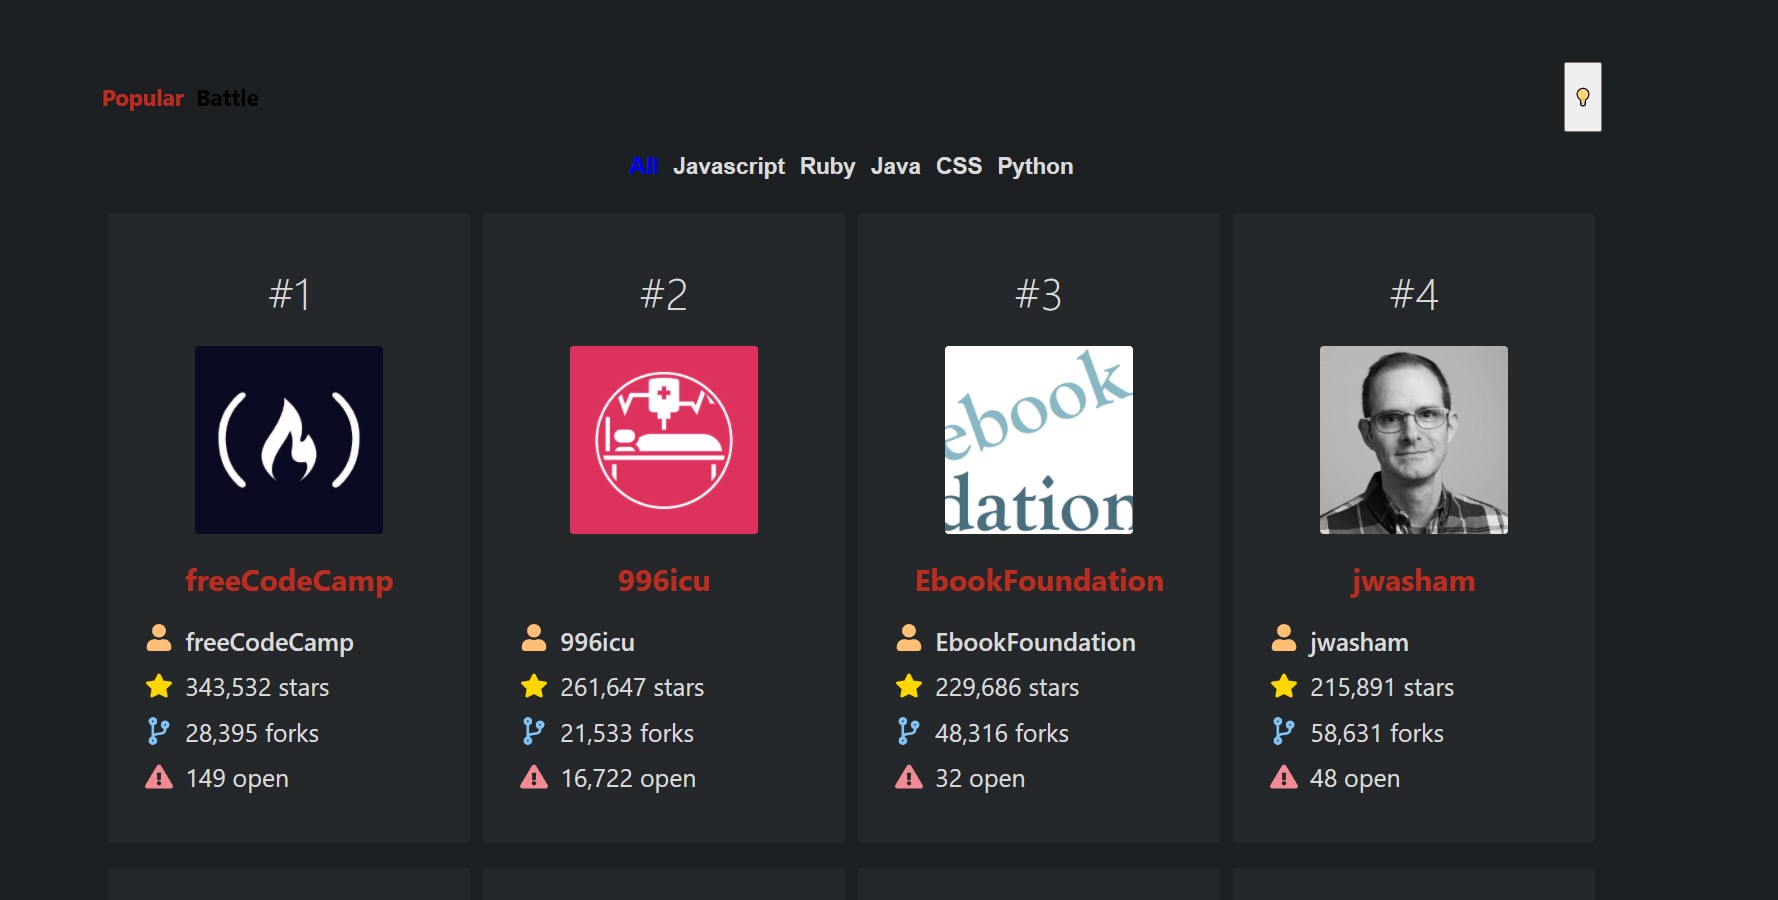 Popular Battle
All Javascript Ruby Java CSS Python
#1
freeCodeCamp
freeCodeCamp
343,532 stars
28,395 forks
149 open
#2
996icu
996icu
261,647 stars
21,533 forks
16,722 open
#3
ebook
dation
EbookFoundation
EbookFoundation
229,686 stars
48,316 forks
32 open
#4
jwasham
jwasham
215,891 stars
58,631 forks
48 open